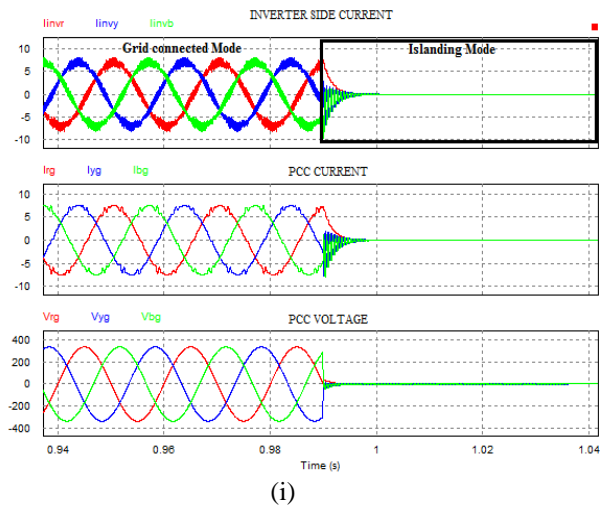 INVERTER SIDE CURRENT
Iinvr Iinvy Iinvb
Grid connected Mode Islanding Mode
10
5
0
-5
-10
PCC CURRENT
Irg Iyg Ibg
10
5
0
-5
-10
PCC VOLTAGE
Vrg Vyg Vbg
400
200
0
-200
-400
0.94 0.96 0.98 1 1.02 1.04
Time (s)
(i)